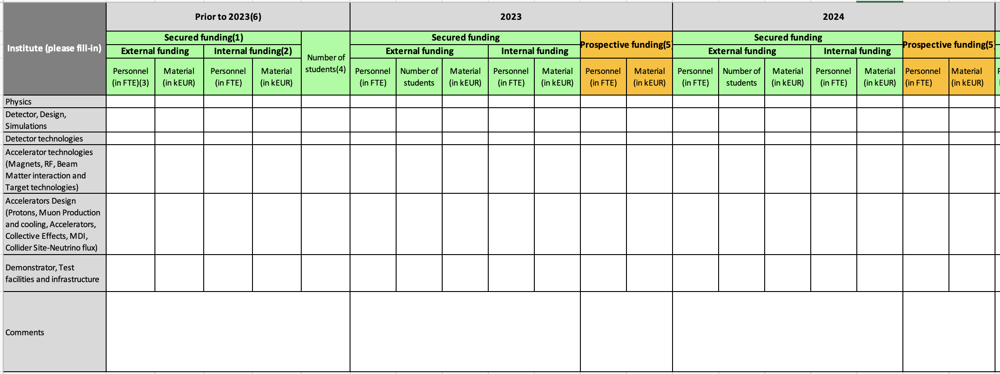 Prior to 2023(6)
2023
2024
Institute (please fill-in)
Secured funding(1)
Secured funding
Prospective funding(5
Secured funding
Prospective funding(5
External funding
Internal funding(2)
Number of
students(4)
External funding
Internal funding
External funding
Internal funding
Personnel
(in FTE)(3)
Material
(in kEUR)
Personnel
(in FTE)
Material
(in kEUR)
Personnel
(in FTE)
Number of
students
Material
(in kEUR)
Personnel
(in FTE)
Material
(in kEUR)
Personnel
(in FTE)
Material
(in kEUR)
Personnel
(in FTE)
Number of
students
Material
(in kEUR)
Personnel
(in FTE)
Material
(in kEUR)
Personnel
(in FTE)
Material
(in kEUR)
Physics
Detector, Design,
Simulations
Detector technologies
Accelerator technologies
(Magnets, RF, Beam
Matter interaction and
Target technologies)
Accelerators Design
(Protons, Muon Production
and cooling, Accelerators,
Collective Effects, MDI,
Collider Site-Neutrino flux)
Demonstrator, Test
facilities and infrastructure
Comments